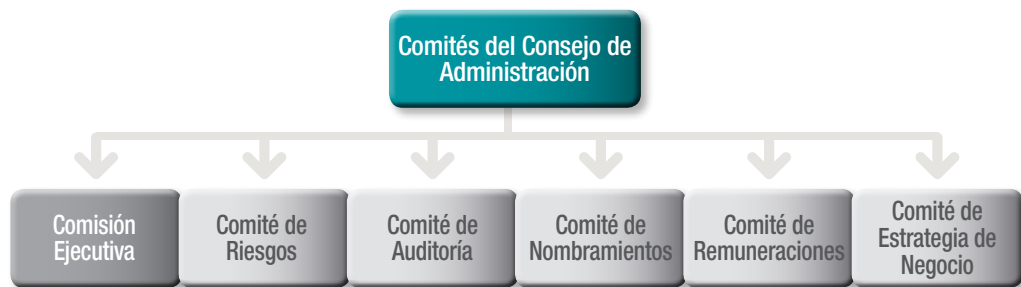 Comités del Consejo de
Administración
Comisión
Ejecutiva
Comité de
Riesgos
Comité de
Auditoría
Comité de
Nombramientos
Comité de
Remuneraciones
Comité de
Estrategia de
Negocio